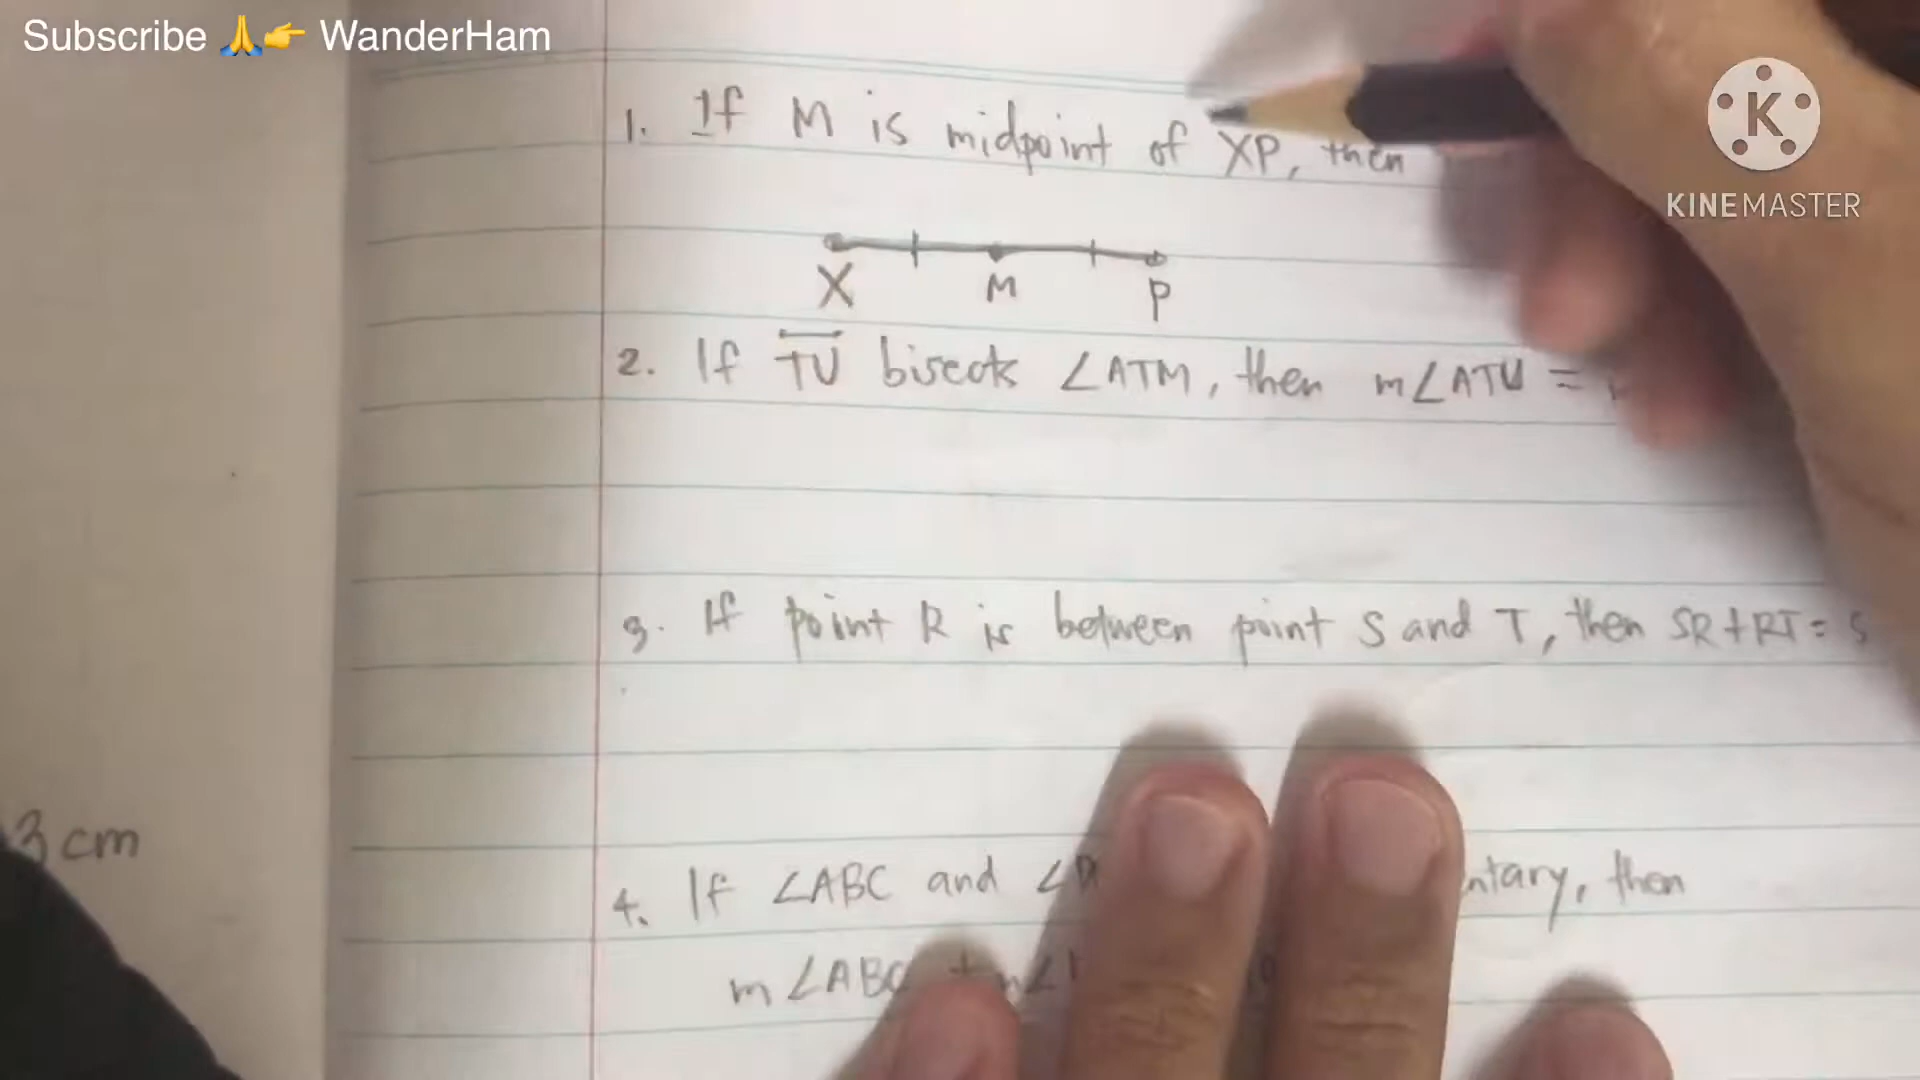 Subscribe 🙏👉 WanderHam
K
KINEMASTER
1. If M is midpoint of XP, then
X M P
2. If TU bisects ∠ATM, then m∠ATU =
3. If point R is between point S and T, then SR+RT= S
3 cm
4. If ∠ABC and ∠ntary, then
m∠ABC + m∠